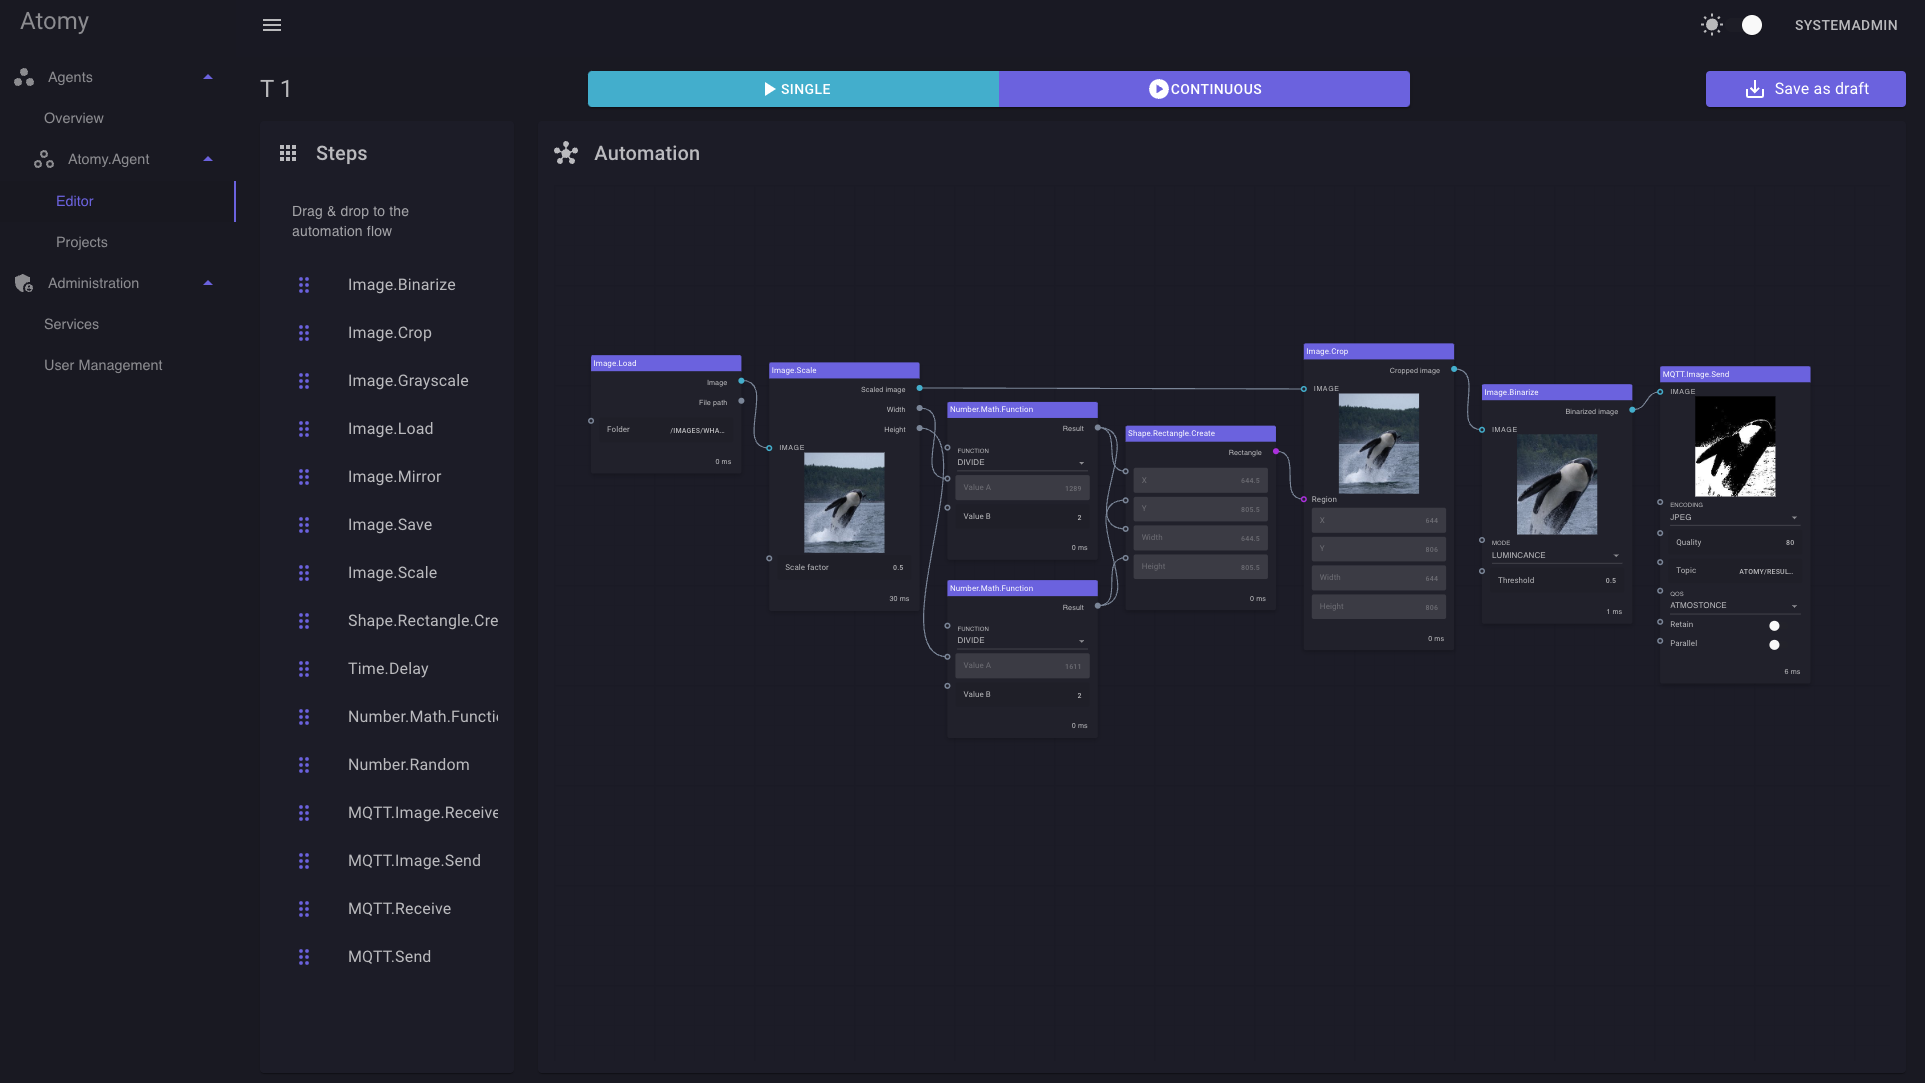 Atomy
SYSTEMADMIN
Agents
Overview
Atomy.Agent
Editor
Projects
Administration
Services
User Management
T 1
SINGLE
CONTINUOUS
Save as draft
Steps
Drag & drop to the
automation flow
Image.Binarize
Image.Crop
Image.Grayscale
Image.Load
Image.Mirror
Image.Save
Image.Scale
Shape.Rectangle.Cre
Time.Delay
Number.Math.Functi
Number.Random
MQTT.Image.Receive
MQTT.Image.Send
MQTT.Receive
MQTT.Send
Automation
Image.Load
Image
File path
Folder /IMAGES/WHA...
0 ms
Image.Scale
Scaled image
Width
Height
IMAGE
Scale factor 0.5
30 ms
Number.Math.Function
Result
FUNCTION
DIVIDE
Value A 1289
Value B 2
0 ms
Number.Math.Function
Result
FUNCTION
DIVIDE
Value A 1611
Value B 2
0 ms
Shape.Rectangle.Create
Rectangle
X 644.5
Y 805.5
Width 644.5
Height 805.5
0 ms
Image.Crop
Cropped image
IMAGE
Region
X 644
Y 806
Width 644
Height 806
0 ms
Image.Binarize
Binarized image
IMAGE
MODE
LUMINCANCE
Threshold 0.5
1 ms
MQTT.Image.Send
IMAGE
ENCODING
JPEG
Quality 80
Topic ATOMY/RESUL...
QOS
ATMOSTONCE
Retain
Parallel
6 ms